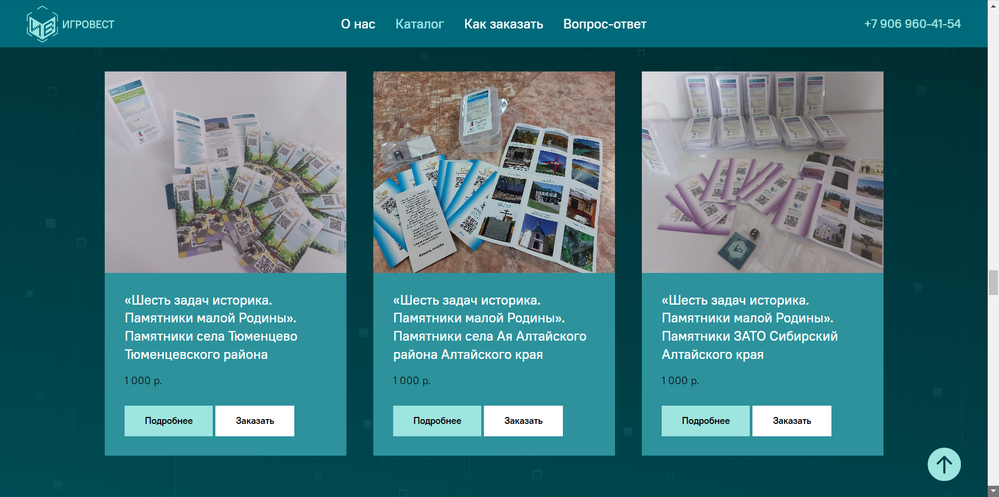 ИГРОВЕСТ
О нас
Каталог
Как заказать
Вопрос-ответ
+7 906 960-41-54
Камень скорби
«Шесть задач историка.
Памятники малой Родины».
Памятники села Тюменцево
Тюменцевского района
1 000 р.
Подробнее
Заказать
«Шесть задач историка.
Памятники малой Родины».
Памятники села Ая Алтайского
района Алтайского края
1 000 р.
Подробнее
Заказать
«Шесть задач историка.
Памятники малой Родины».
Памятники ЗАТО Сибирский
Алтайского края
1 000 р.
Подробнее
Заказать